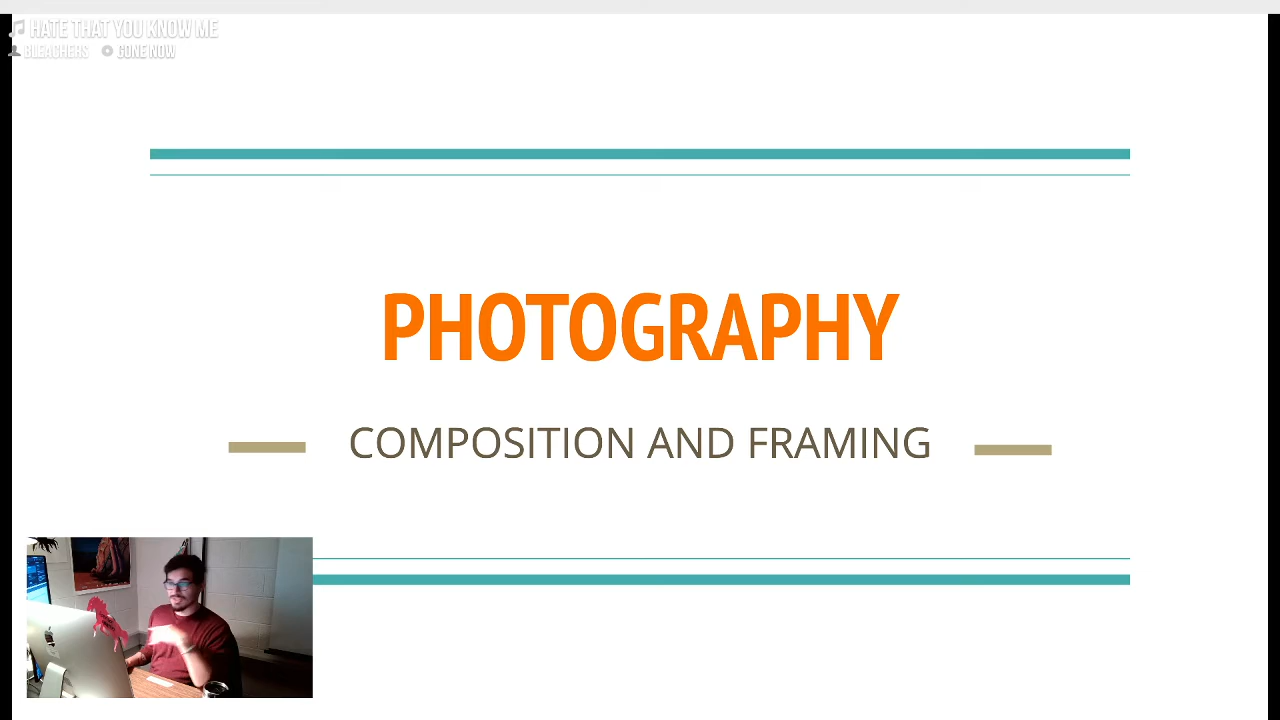 HATE THAT YOU KNOW ME
BLEACHERS GONE NOW
PHOTOGRAPHY
COMPOSITION AND FRAMING